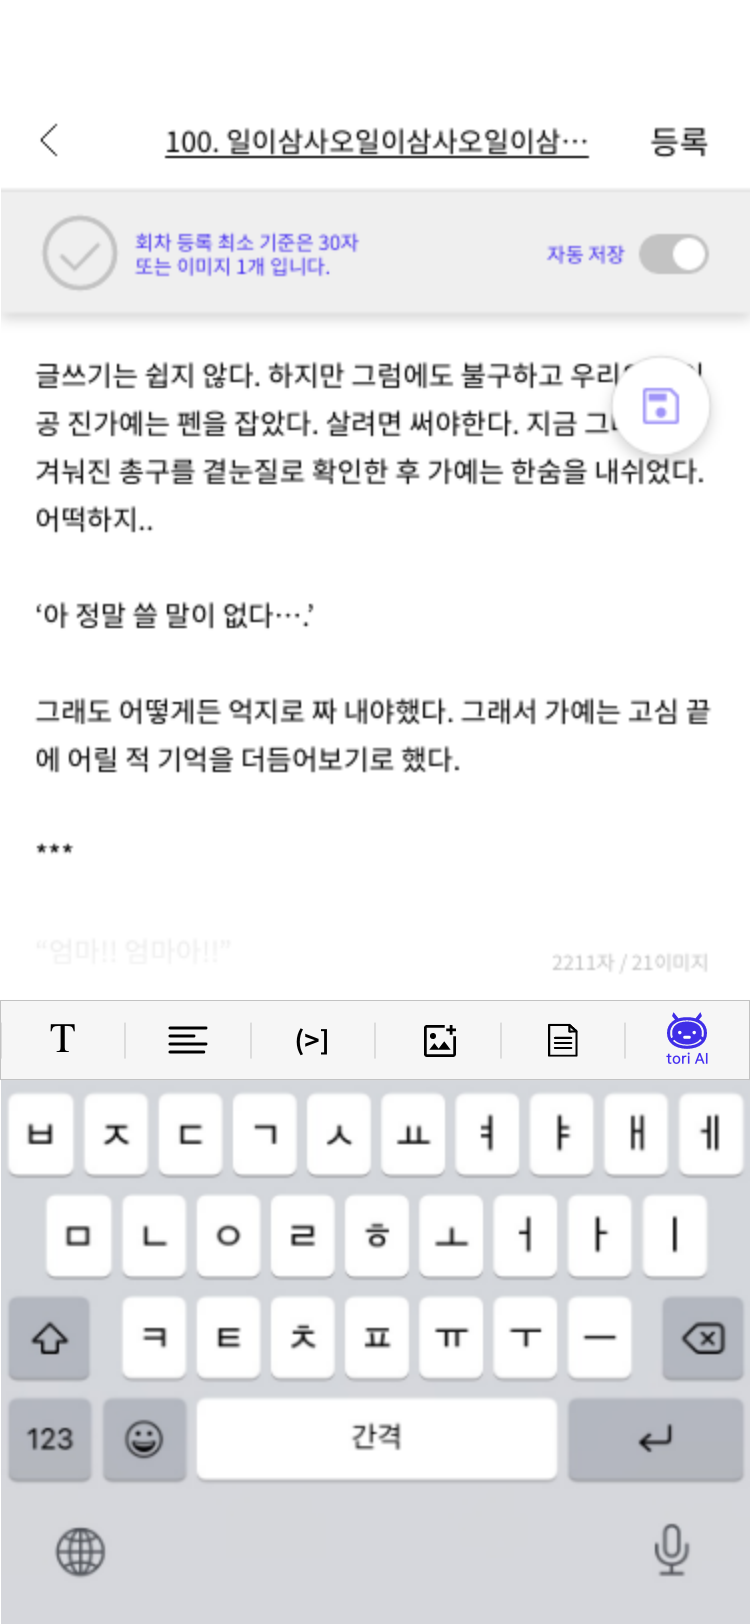 100. 일이삼사오일이삼사오일이삼…
등록
회차 등록 최소 기준은 30자
또는 이미지 1개 입니다.
자동 저장
글쓰기는 쉽지 않다. 하지만 그럼에도 불구하고
공 진가예는 펜을 잡았다. 살려면 써야한다. 지금
겨눠진 총구를 곁눈질로 확인한 후 가예는 한숨을 내쉬었다.
어떡하지..
‘아 정말 쓸 말이 없다….’
그래도 어떻게든 억지로 짜 내야했다. 그래서 가예는 고심 끝
에 어릴 적 기억을 더듬어보기로 했다.
***
“엄마!! 엄마아!!”
2211자 / 21이미지
T
(>]
tori AI
ㅂ ㅈ ㄷ ㄱ ㅅ ㅛ ㅕ ㅑ ㅐ ㅔ
ㅁ ㄴ ㅇ ㄹ ㅎ ㅗ ㅓ ㅏ ㅣ
ㅋ ㅌ ㅊ ㅍ ㅠ ㅜ ㅡ
123
간격